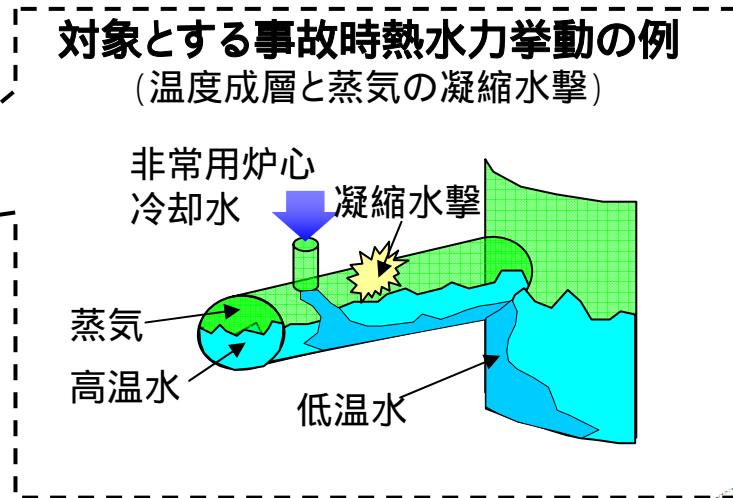 対象とする事故時熱水力挙動の例
(温度成層と蒸気の凝縮水撃)
非常用炉心
冷却水
凝縮水撃
蒸気
高温水
低温水